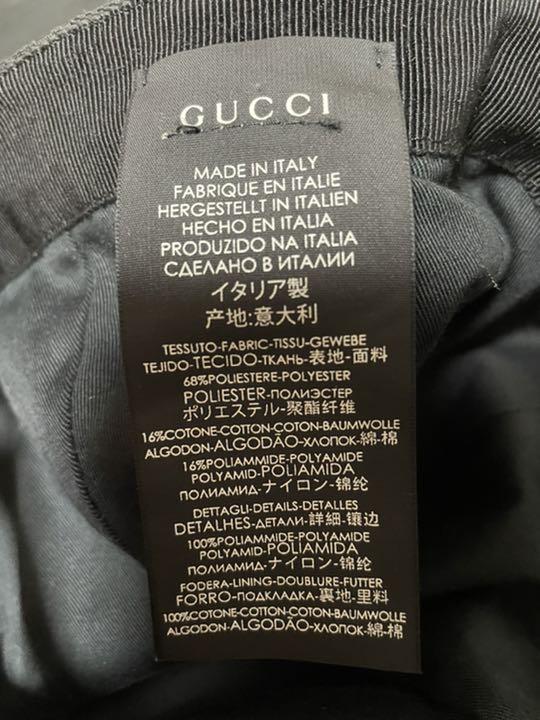 GUCCI
MADE IN ITALY
FABRIQUE EN ITALIE
HERGESTELLT IN ITALIEN
HECHO EN ITALIA
PRODUZIDO NA ITALIA
СДЕЛАНО В ИТАЛИИ
イタリア製
产地:意大利
TESSUTO-FABRIC-TISSU-GEWEBE
TEJIDO-TECIDO-ТКАНЬ-表地-面料
68%POLIESTERE-POLYESTER
POLIESTER-ПОЛИЭСТЕР
ポリエステル-聚酯纤维
16%COTONE-COTTON-COTON-BAUMWOLLE
ALGODON-ALGODÃO-ХЛОПОК-綿-棉
16%POLIAMMIDE-POLYAMIDE
POLYAMID-POLIAMIDA
ПОЛИАМИД-ナイロン-锦纶
DETTAGLI-DETAILS-DETALLES
DETALHES-ДЕТАЛИ-詳細-镶边
100%POLIAMMIDE-POLYAMIDE
POLYAMID-POLIAMIDA
ПОЛИАМИД-ナイロン-锦纶
FODERA-LINING-DOUBLURE-FUTTER
FORRO-ПОДКЛАДКА-裏地-里料
100%COTONE-COTTON-COTON-BAUMWOLLE
ALGODON-ALGODÃO-ХЛОПОК-綿-棉